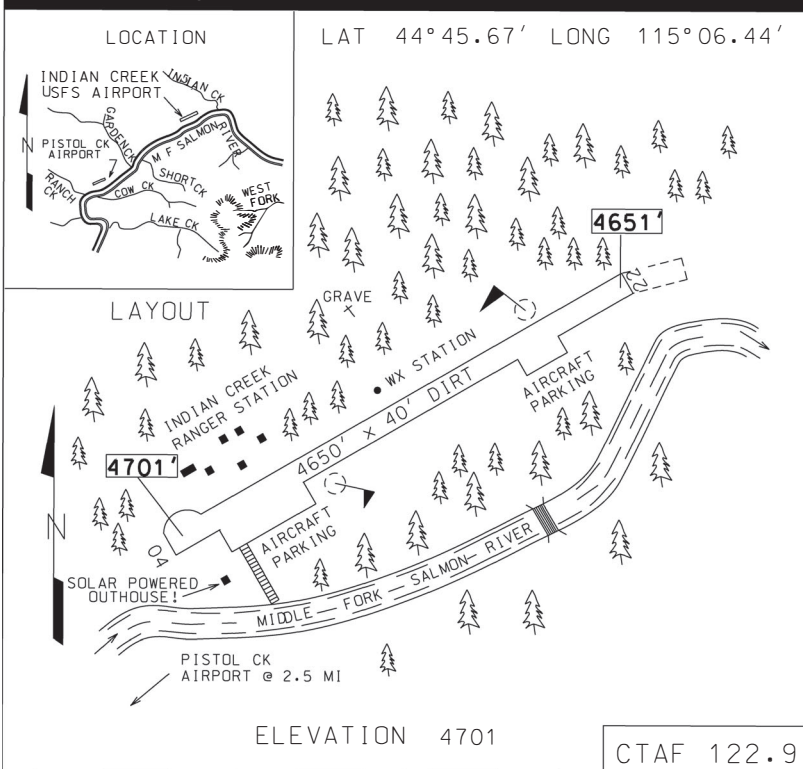 LOCATION
INDIAN CREEK
USFS AIRPORT
INDIAN CK
GARDEN CK
PISTOL CK
AIRPORT
M F SALMON RIVER
N
RANCH CK
COW CK
SHORT CK
LAKE CK
WEST
FORK
LAT 44°45.67' LONG 115°06.44'
4651'
22
LAYOUT
GRAVE
WX STATION
INDIAN CREEK
RANGER STATION
4650' X 40' DIRT
AIRCRAFT
PARKING
4701'
04
N
AIRCRAFT
PARKING
SOLAR POWERED
OUTHOUSE!
MIDDLE FORK SALMON RIVER
PISTOL CK
AIRPORT @ 2.5 MI
ELEVATION 4701
CTAF 122.9